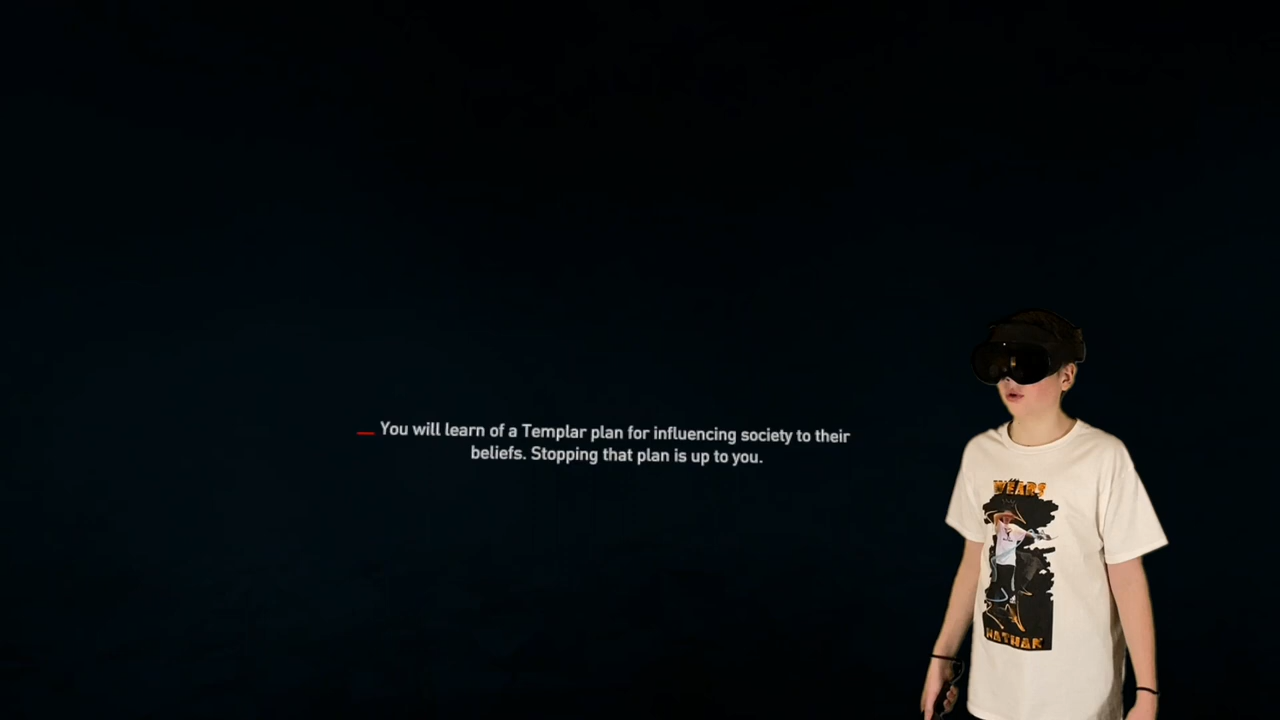 You will learn of a Templar plan for influencing society to their
beliefs. Stopping that plan is up to you.
WEARS
NATHAN